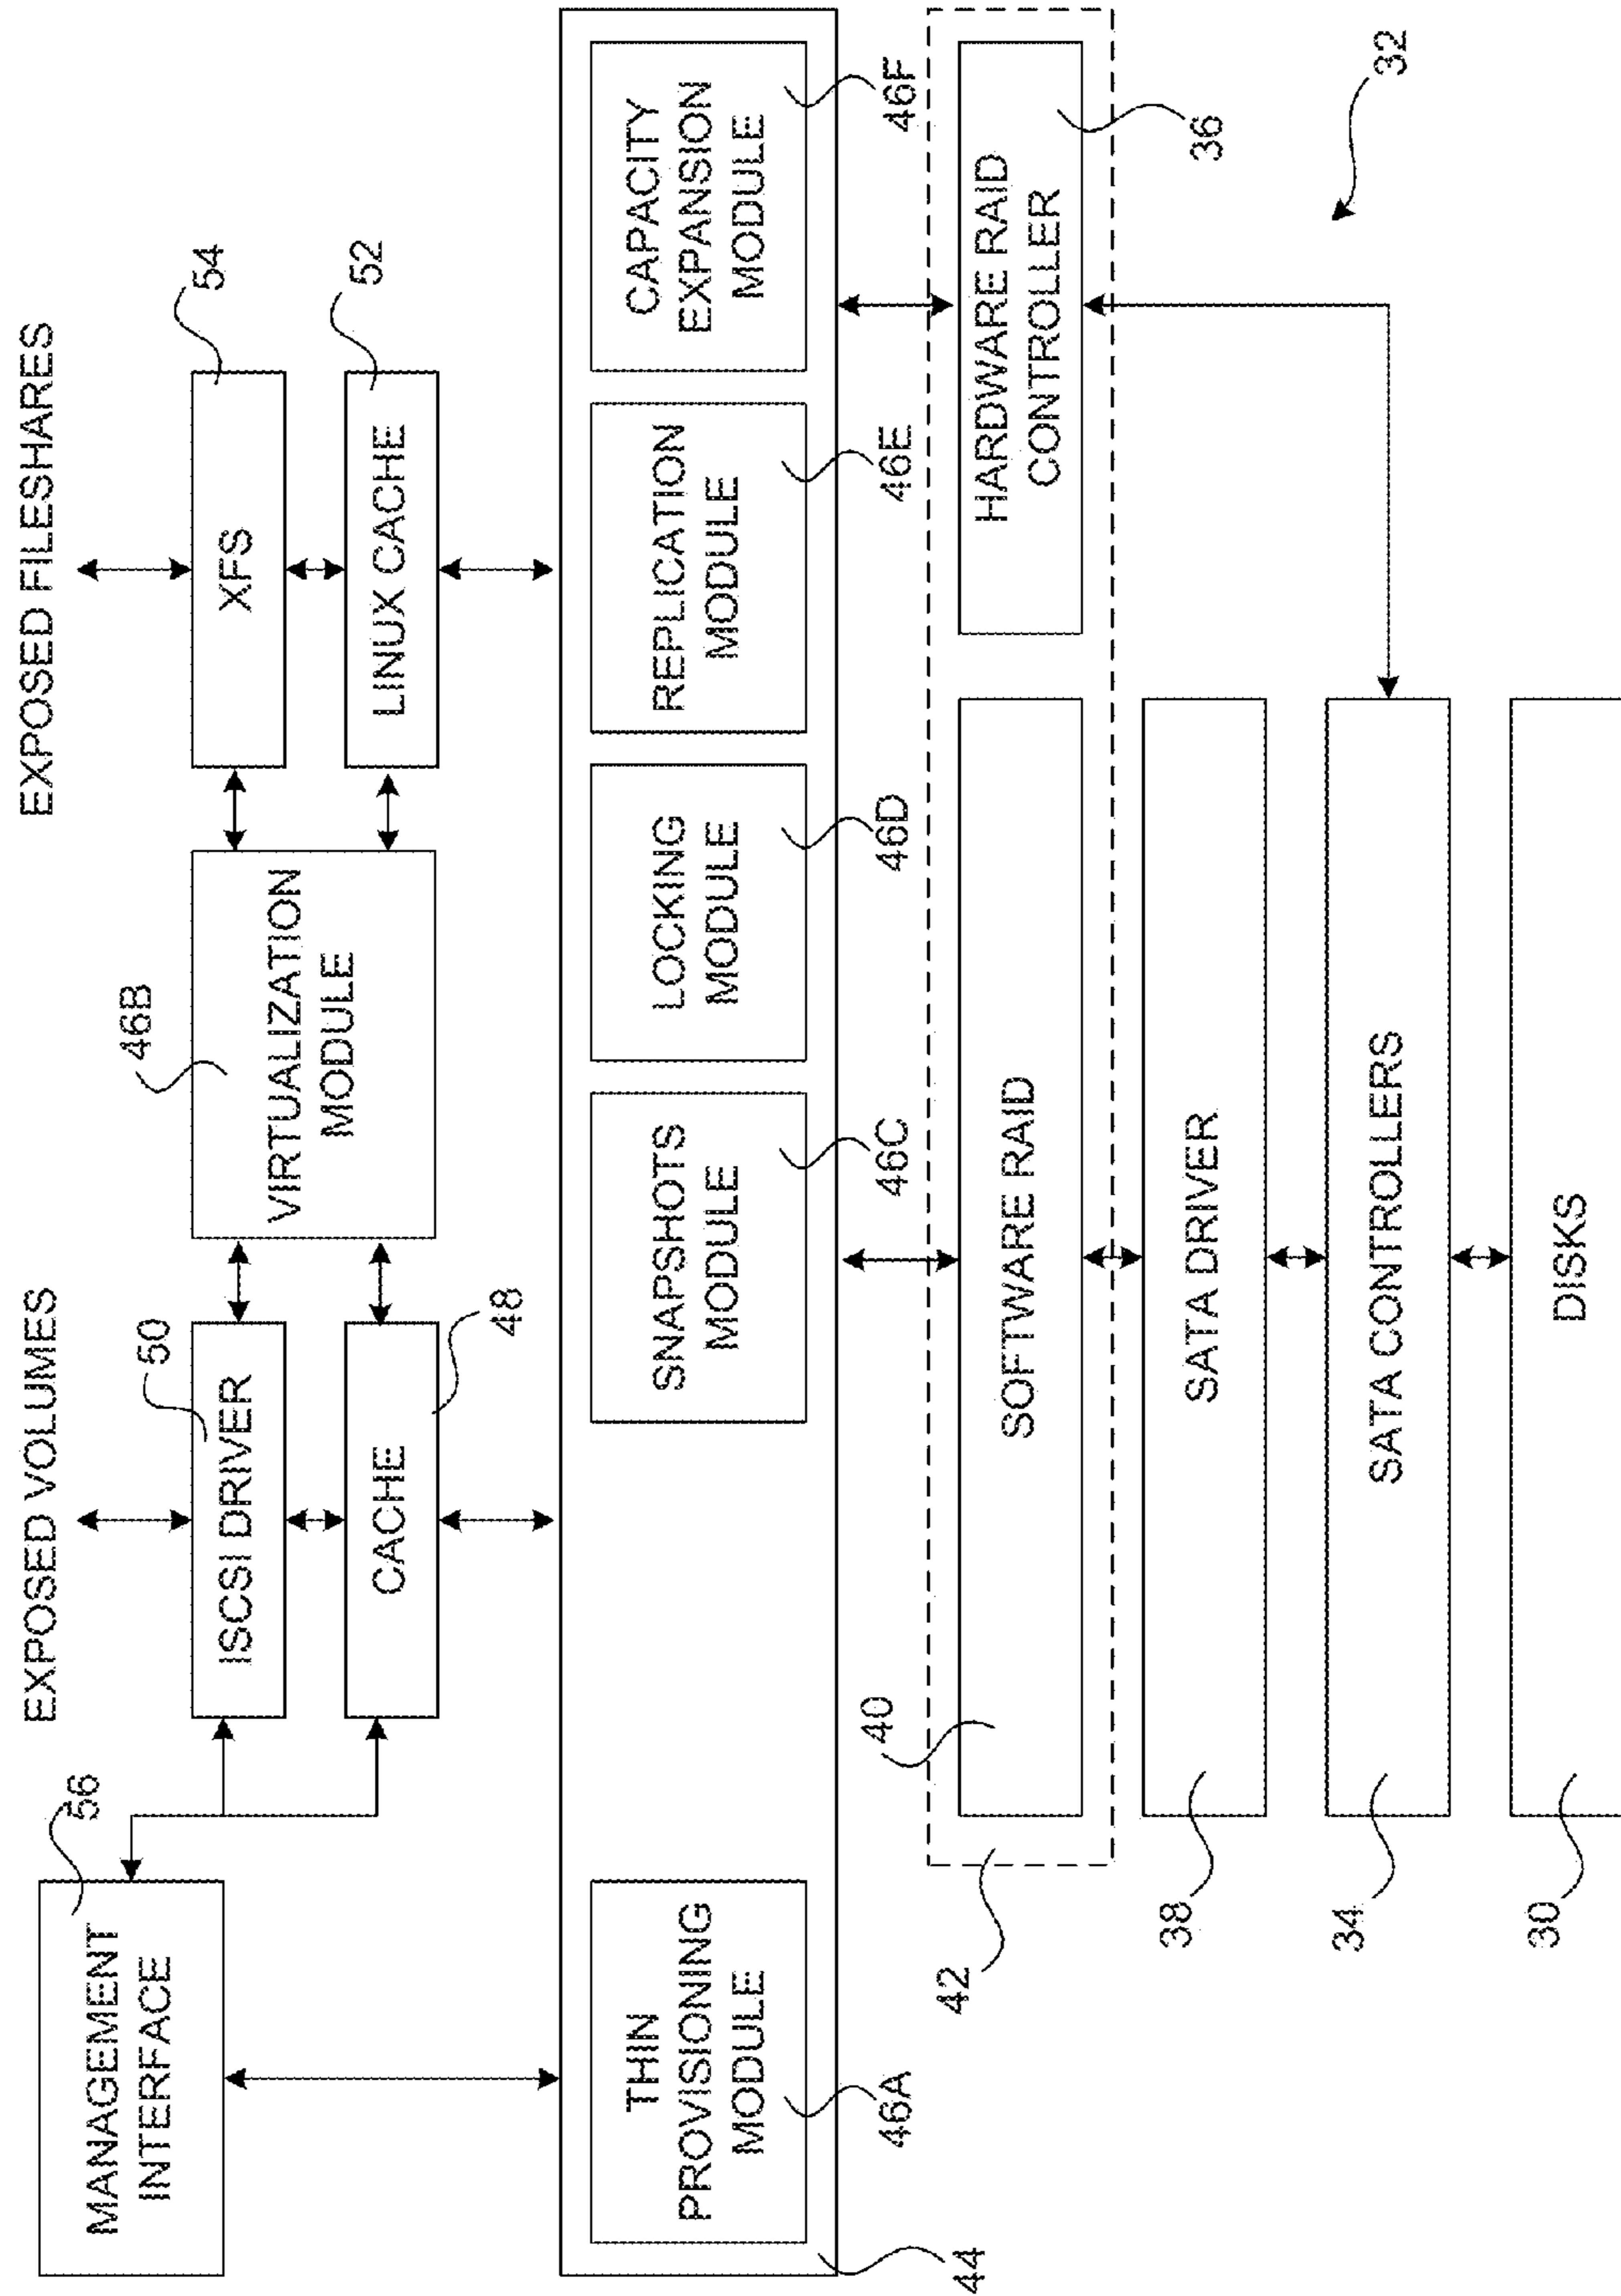 EXPOSED VOLUMES
EXPOSED FILESHARES
56
MANAGEMENT
INTERFACE
50
ISCSI DRIVER
46B
VIRTUALIZATION
MODULE
54
XFS
CACHE
48
LINUX CACHE
52
THIN
PROVISIONING
MODULE
SNAPSHOTS
MODULE
LOCKING
MODULE
REPLICATION
MODULE
CAPACITY
EXPANSION
MODULE
44
46A
46C
46D
46E
46F
40
SOFTWARE RAID
HARDWARE RAID
CONTROLLER
42
36
38
SATA DRIVER
34
SATA CONTROLLERS
32
30
DISKS